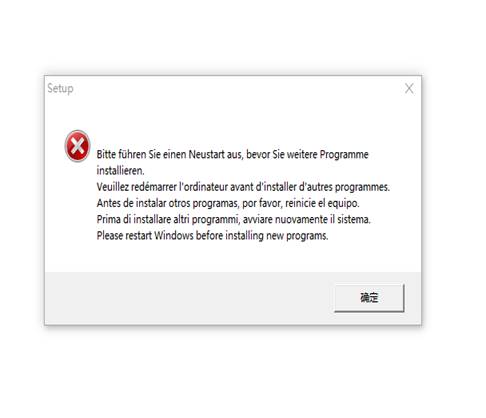 Setup
Bitte führen Sie einen Neustart aus, bevor Sie weitere Programme
installieren.
Veuillez redémarrer l'ordinateur avant d'installer d'autres programmes.
Antes de instalar otros programas, por favor, reinicie el equipo.
Prima di installare altri programmi, avviare nuovamente il sistema.
Please restart Windows before installing new programs.
确定